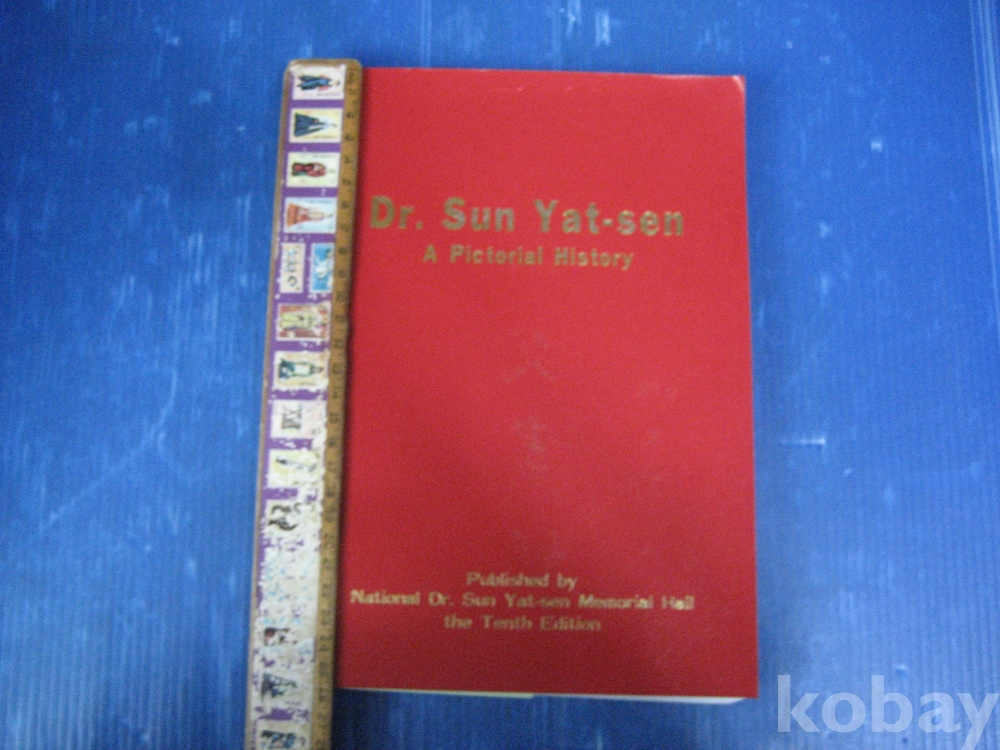 Dr. Sun Yat-sen
A Pictorial History
Published by
National Dr. Sun Yat-sen Memorial Hall
the Tenth Edition
kobay